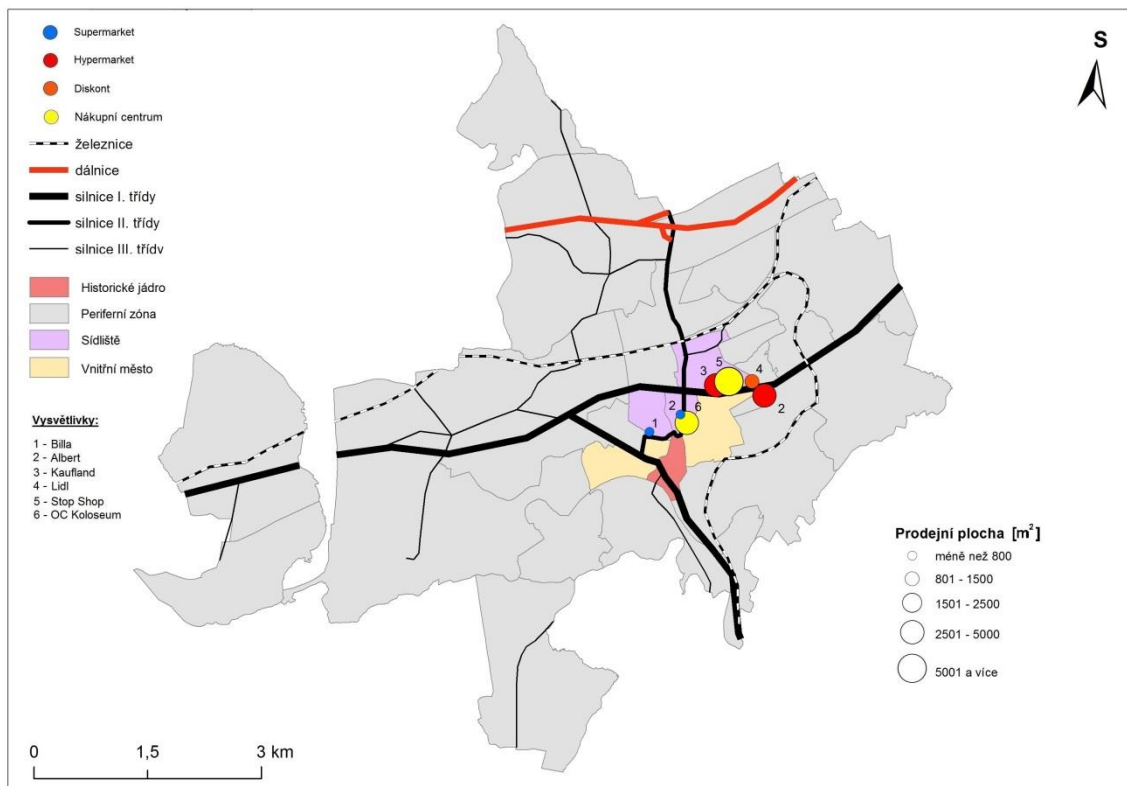 Supermarket
Hypermarket
Diskont
Nákupní centrum
železnice
dálnice
silnice I. třídy
silnice II. třídy
silnice III. třídv
Historické jádro
Periferní zóna
Sídliště
Vnitřní město
Vysvětlivky:
1 - Billa
2 - Albert
3 - Kaufland
4 - Lidl
5 - Stop Shop
6 - OC Koloseum
S
5
4
3
2
2
6
1
Prodejní plocha [m²]
méně než 800
801 - 1500
1501 - 2500
2501 - 5000
5001 a více
0 1,5 3 km